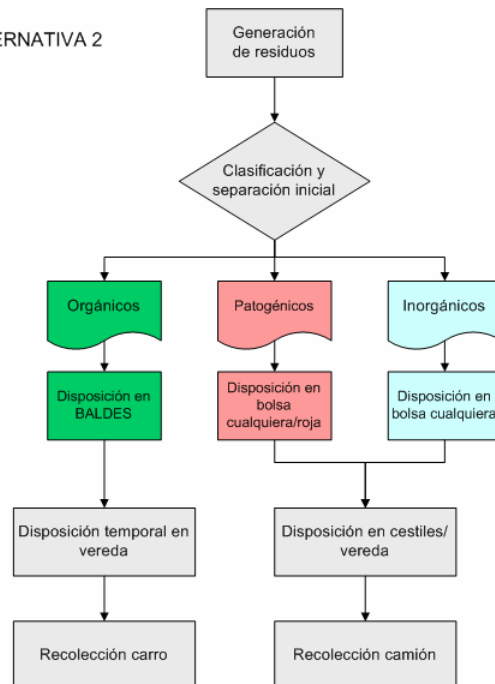 ERNATIVA 2
Generación
de residuos
Clasificación y
separación inicial
Orgánicos
Patogénicos
Inorgánicos
Disposición en
BALDES
Disposición en
bolsa
cualquiera/roja
Disposición en
bolsa cualquiera
Disposición temporal en
vereda
Disposición en cestiles/
vereda
Recolección carro
Recolección camión